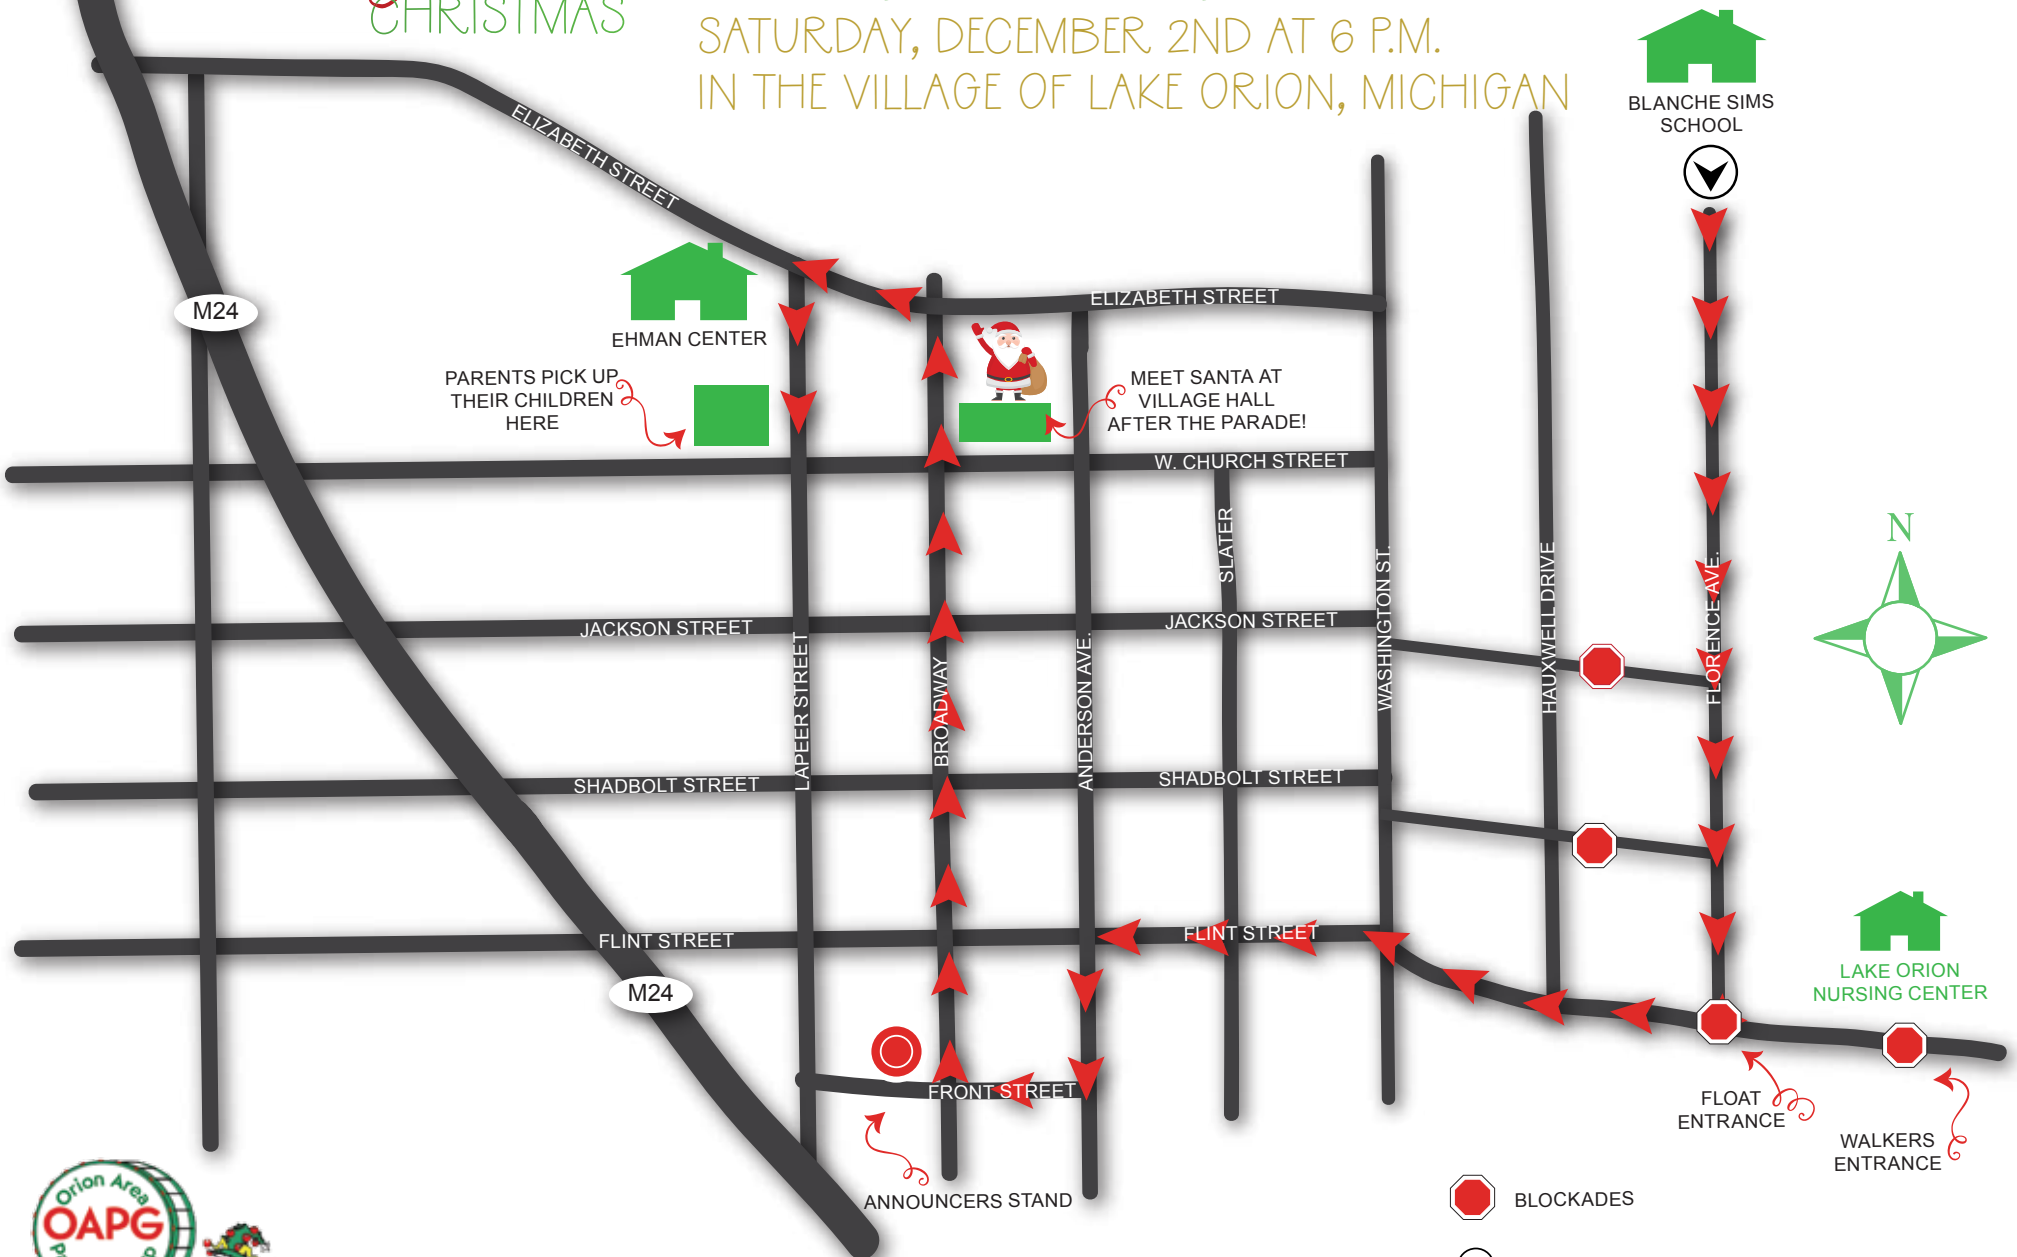 CHRISTMAS
SATURDAY, DECEMBER 2ND AT 6 P.M.
IN THE VILLAGE OF LAKE ORION, MICHIGAN
BLANCHE SIMS
SCHOOL
ELIZABETH STREET
ELIZABETH STREET
M24
EHMAN CENTER
PARENTS PICK UP
THEIR CHILDREN
HERE
MEET SANTA AT
VILLAGE HALL
AFTER THE PARADE!
W. CHURCH STREET
SLATER
N
WASHINGTON ST.
HAUXWELL DRIVE
FLORENCE AVE.
JACKSON STREET
JACKSON STREET
LAPEER STREET
BROADWAY
ANDERSON AVE.
SHADBOLT STREET
SHADBOLT STREET
FLINT STREET
FLINT STREET
LAKE ORION
NURSING CENTER
M24
FRONT STREET
FLOAT
ENTRANCE
WALKERS
ENTRANCE
ANNOUNCERS STAND
BLOCKADES
Orion Area
OAPG